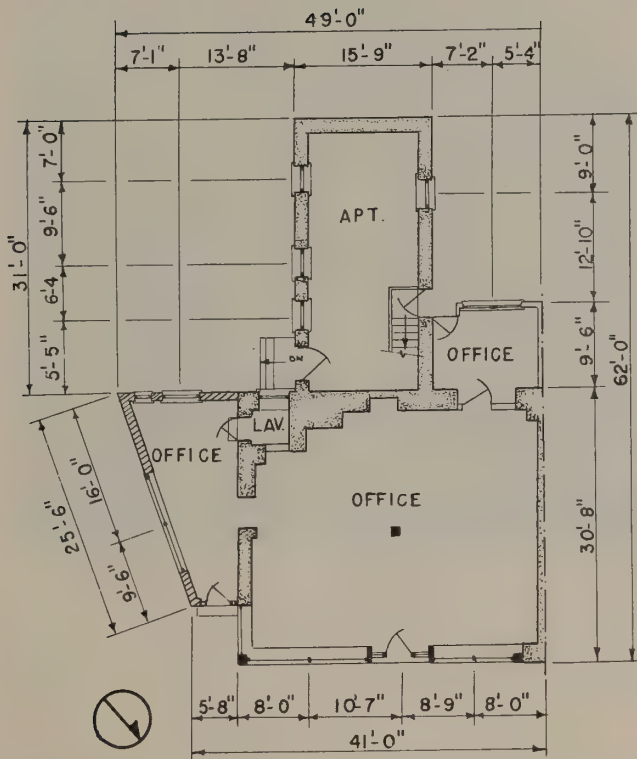 49'-0"
7'-1" 13'-8" 15'-9" 7'-2" 5'-4"
7'-0"
9'-6"
6'-4
5'-5"
31'-0"
9'-0"
12'-10"
9'-6"
62'-0"
30'-8"
APT.
DN
OFFICE
LAV.
OFFICE
OFFICE
16'-0"
25'-6"
9'-6"
5'-8" 8'-0" 10'-7" 8'-9" 8'-0"
41'-0"